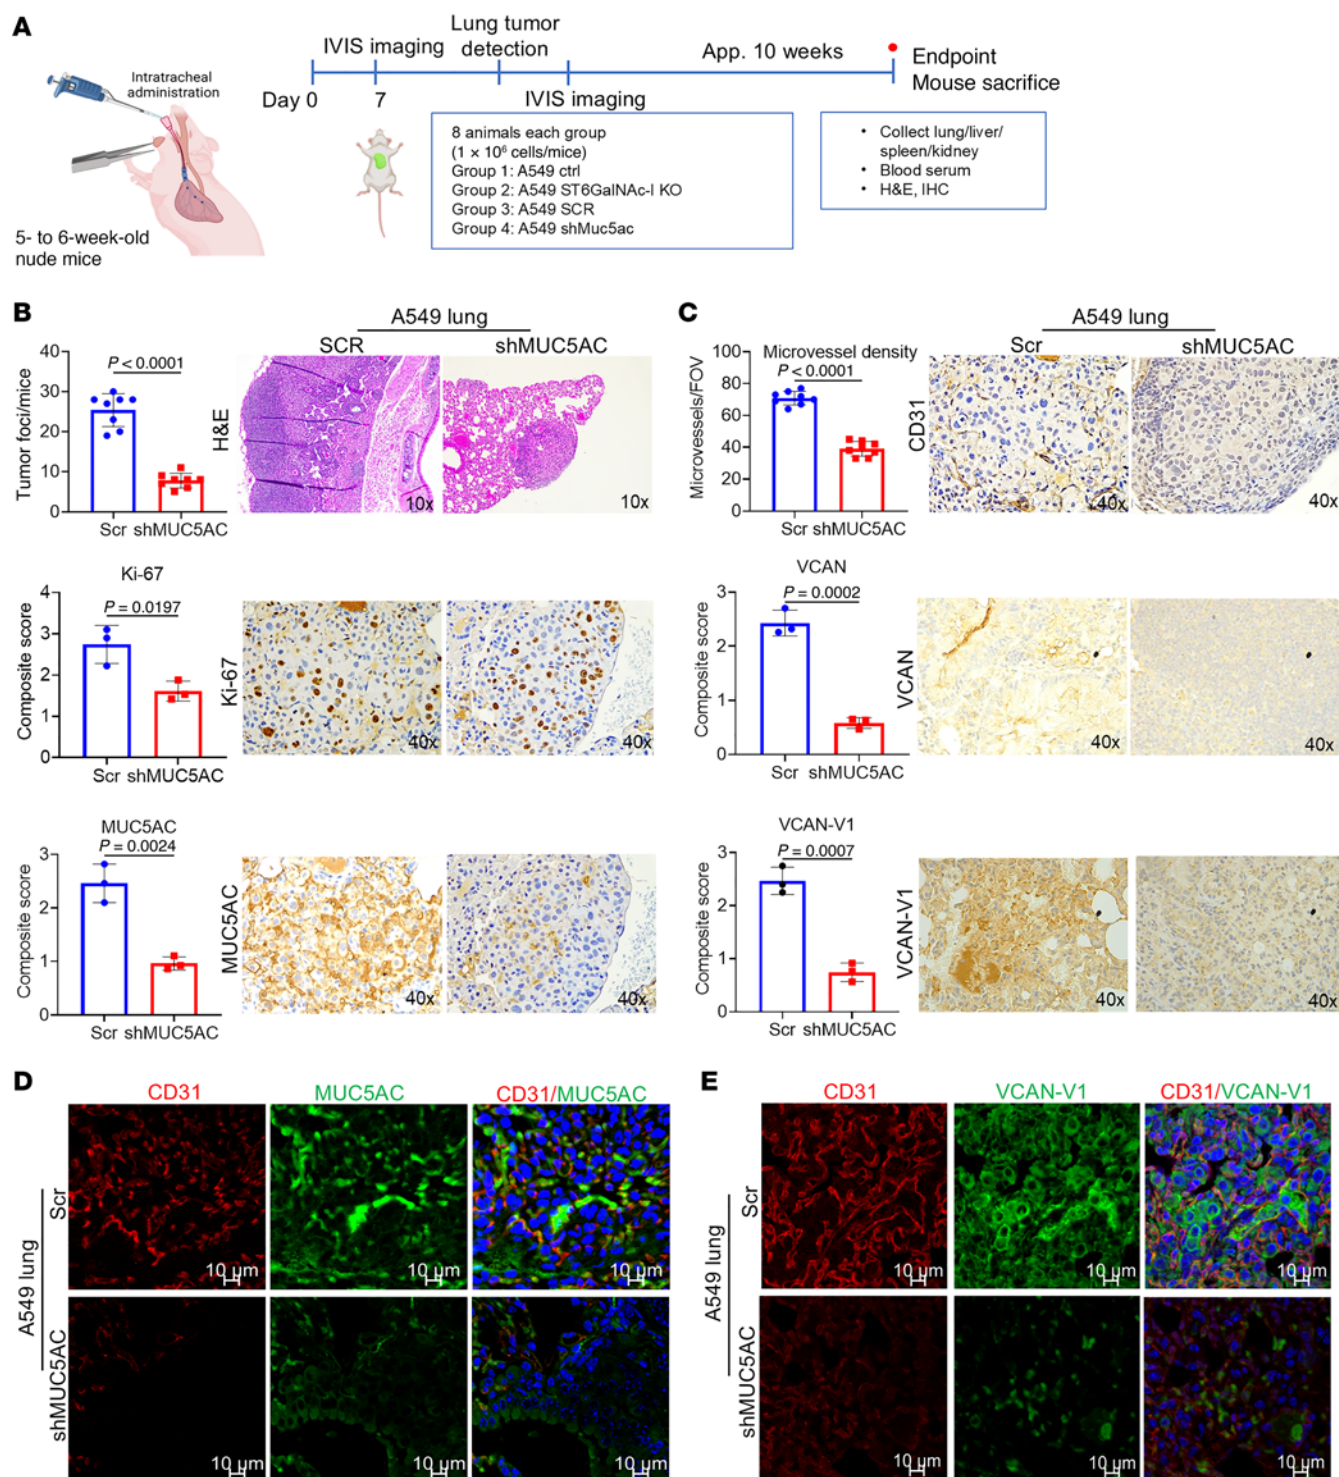 A
Intratracheal
administration
5- to 6-week-old
nude mice
IVIS imaging
Lung tumor
detection
App. 10 weeks
Endpoint
Mouse sacrifice
Day 0
7
IVIS imaging
8 animals each group
(1 × 10⁶ cells/mice)
Group 1: A549 ctrl
Group 2: A549 ST6GalNAc-I KO
Group 3: A549 SCR
Group 4: A549 shMuc5ac
• Collect lung/liver/
spleen/kidney
• Blood serum
• H&E, IHC
B
A549 lung
SCR
shMUC5AC
Tumor foci/mice
40
30
20
10
0
P < 0.0001
Scr shMUC5AC
H&E
10x
10x
Ki-67
Composite score
4
3
2
1
0
P = 0.0197
Scr shMUC5AC
Ki-67
40x
40x
MUC5AC
Composite score
3
2
1
0
P = 0.0024
Scr shMUC5AC
MUC5AC
40x
40x
C
A549 lung
Scr
shMUC5AC
Microvessel density
Microvessels/FOV
100
80
60
40
20
0
P < 0.0001
Scr shMUC5AC
CD31
40x
40x
VCAN
Composite score
3
2
1
0
P = 0.0002
Scr shMUC5AC
VCAN
40x
40x
VCAN-V1
Composite score
3
2
1
0
P = 0.0007
Scr shMUC5AC
VCAN-V1
40x
40x
D
CD31
MUC5AC
CD31/MUC5AC
A549 lung
Scr
10 µm
10 µm
10 µm
shMUC5AC
10 µm
10 µm
10 µm
E
CD31
VCAN-V1
CD31/VCAN-V1
A549 lung
Scr
10 µm
10 µm
10 µm
shMUC5AC
10 µm
10 µm
10 µm